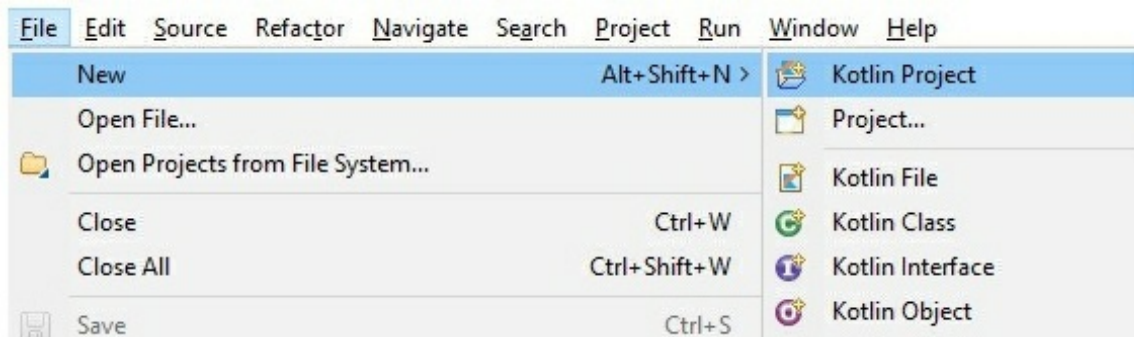 File Edit Source Refactor Navigate Search Project Run Window Help
New Alt+Shift+N >
Open File...
Open Projects from File System...
Close Ctrl+W
Close All Ctrl+Shift+W
Save Ctrl+S
Kotlin Project
Project...
Kotlin File
Kotlin Class
Kotlin Interface
Kotlin Object